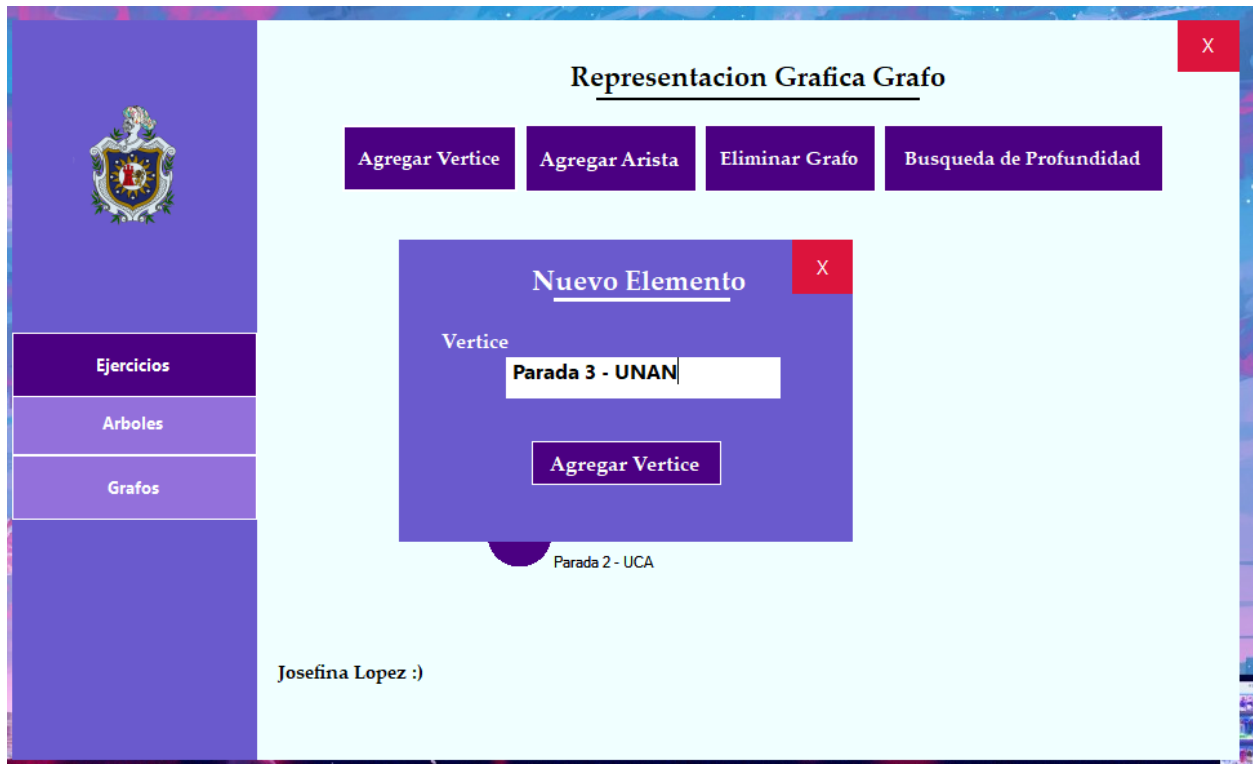 X
Representacion Grafica Grafo
Agregar Vertice
Agregar Arista
Eliminar Grafo
Busqueda de Profundidad
Nuevo Elemento
X
Vertice
Parada 3 - UNAN
Agregar Vertice
Parada 2 - UCA
Ejercicios
Arboles
Grafos
Josefina Lopez :)